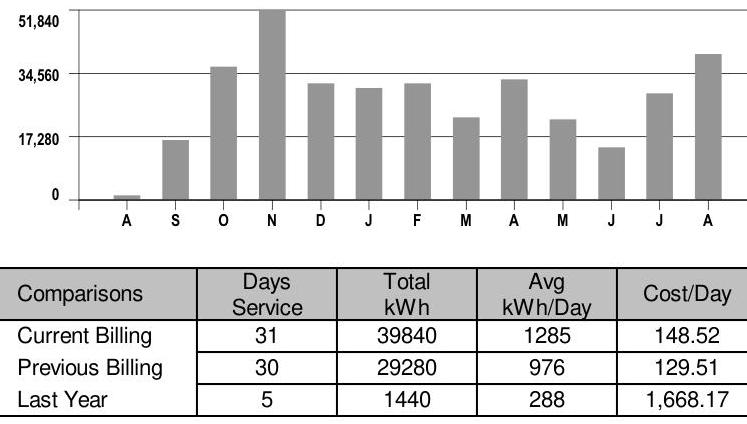 51,840
34,560
17,280
0
A S O N D J F M A M J J A
Comparisons Days Service Total kWh Avg kWh/Day Cost/Day
Current Billing 31 39840 1285 148.52
Previous Billing 30 29280 976 129.51
Last Year 5 1440 288 1,668.17